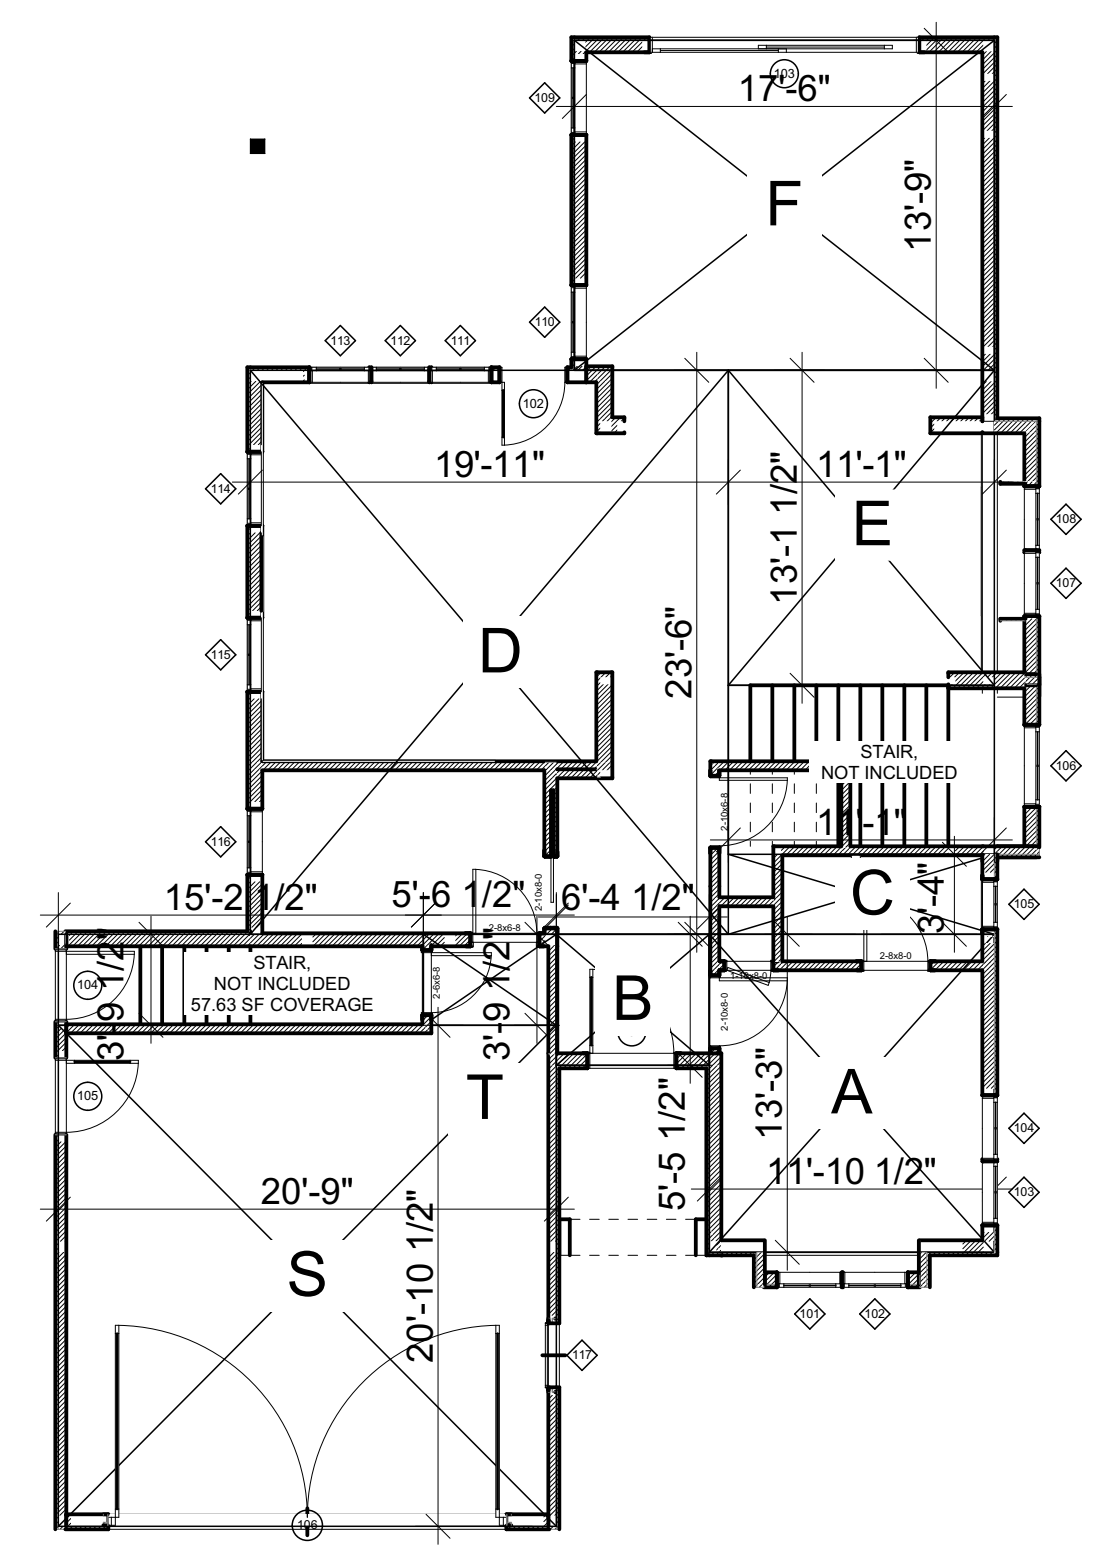 103
17'-6"
109
13'-9"
F
110
113
112
111
102
19'-11"
11'-1"
114
13'-1 1/2"
E
108
107
23'-6"
D
115
STAIR,
NOT INCLUDED
106
2-10x6-8
11'-1"
116
15'-2 1/2"
5'-6 1/2"
2-10x8-0
6'-4 1/2"
C
3'-4"
105
2-8x6-8
2-8x8-0
STAIR,
NOT INCLUDED
57.63 SF COVERAGE
104
3'-9 1/2"
2-6x6-8
3'-9 1/2"
B
2-10x8-0
105
T
5'-5 1/2"
13'-3"
A
104
11'-10 1/2"
103
20'-9"
20'-10 1/2"
S
101
102
117
106